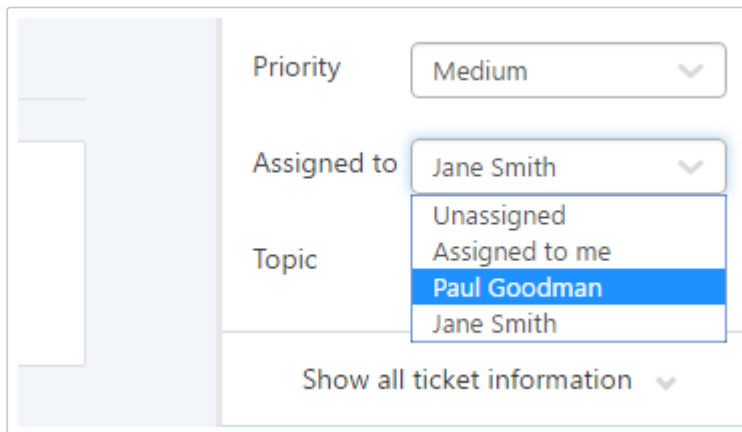 Priority Medium
Assigned to Jane Smith
Unassigned
Assigned to me
Topic
Paul Goodman
Jane Smith
Show all ticket information